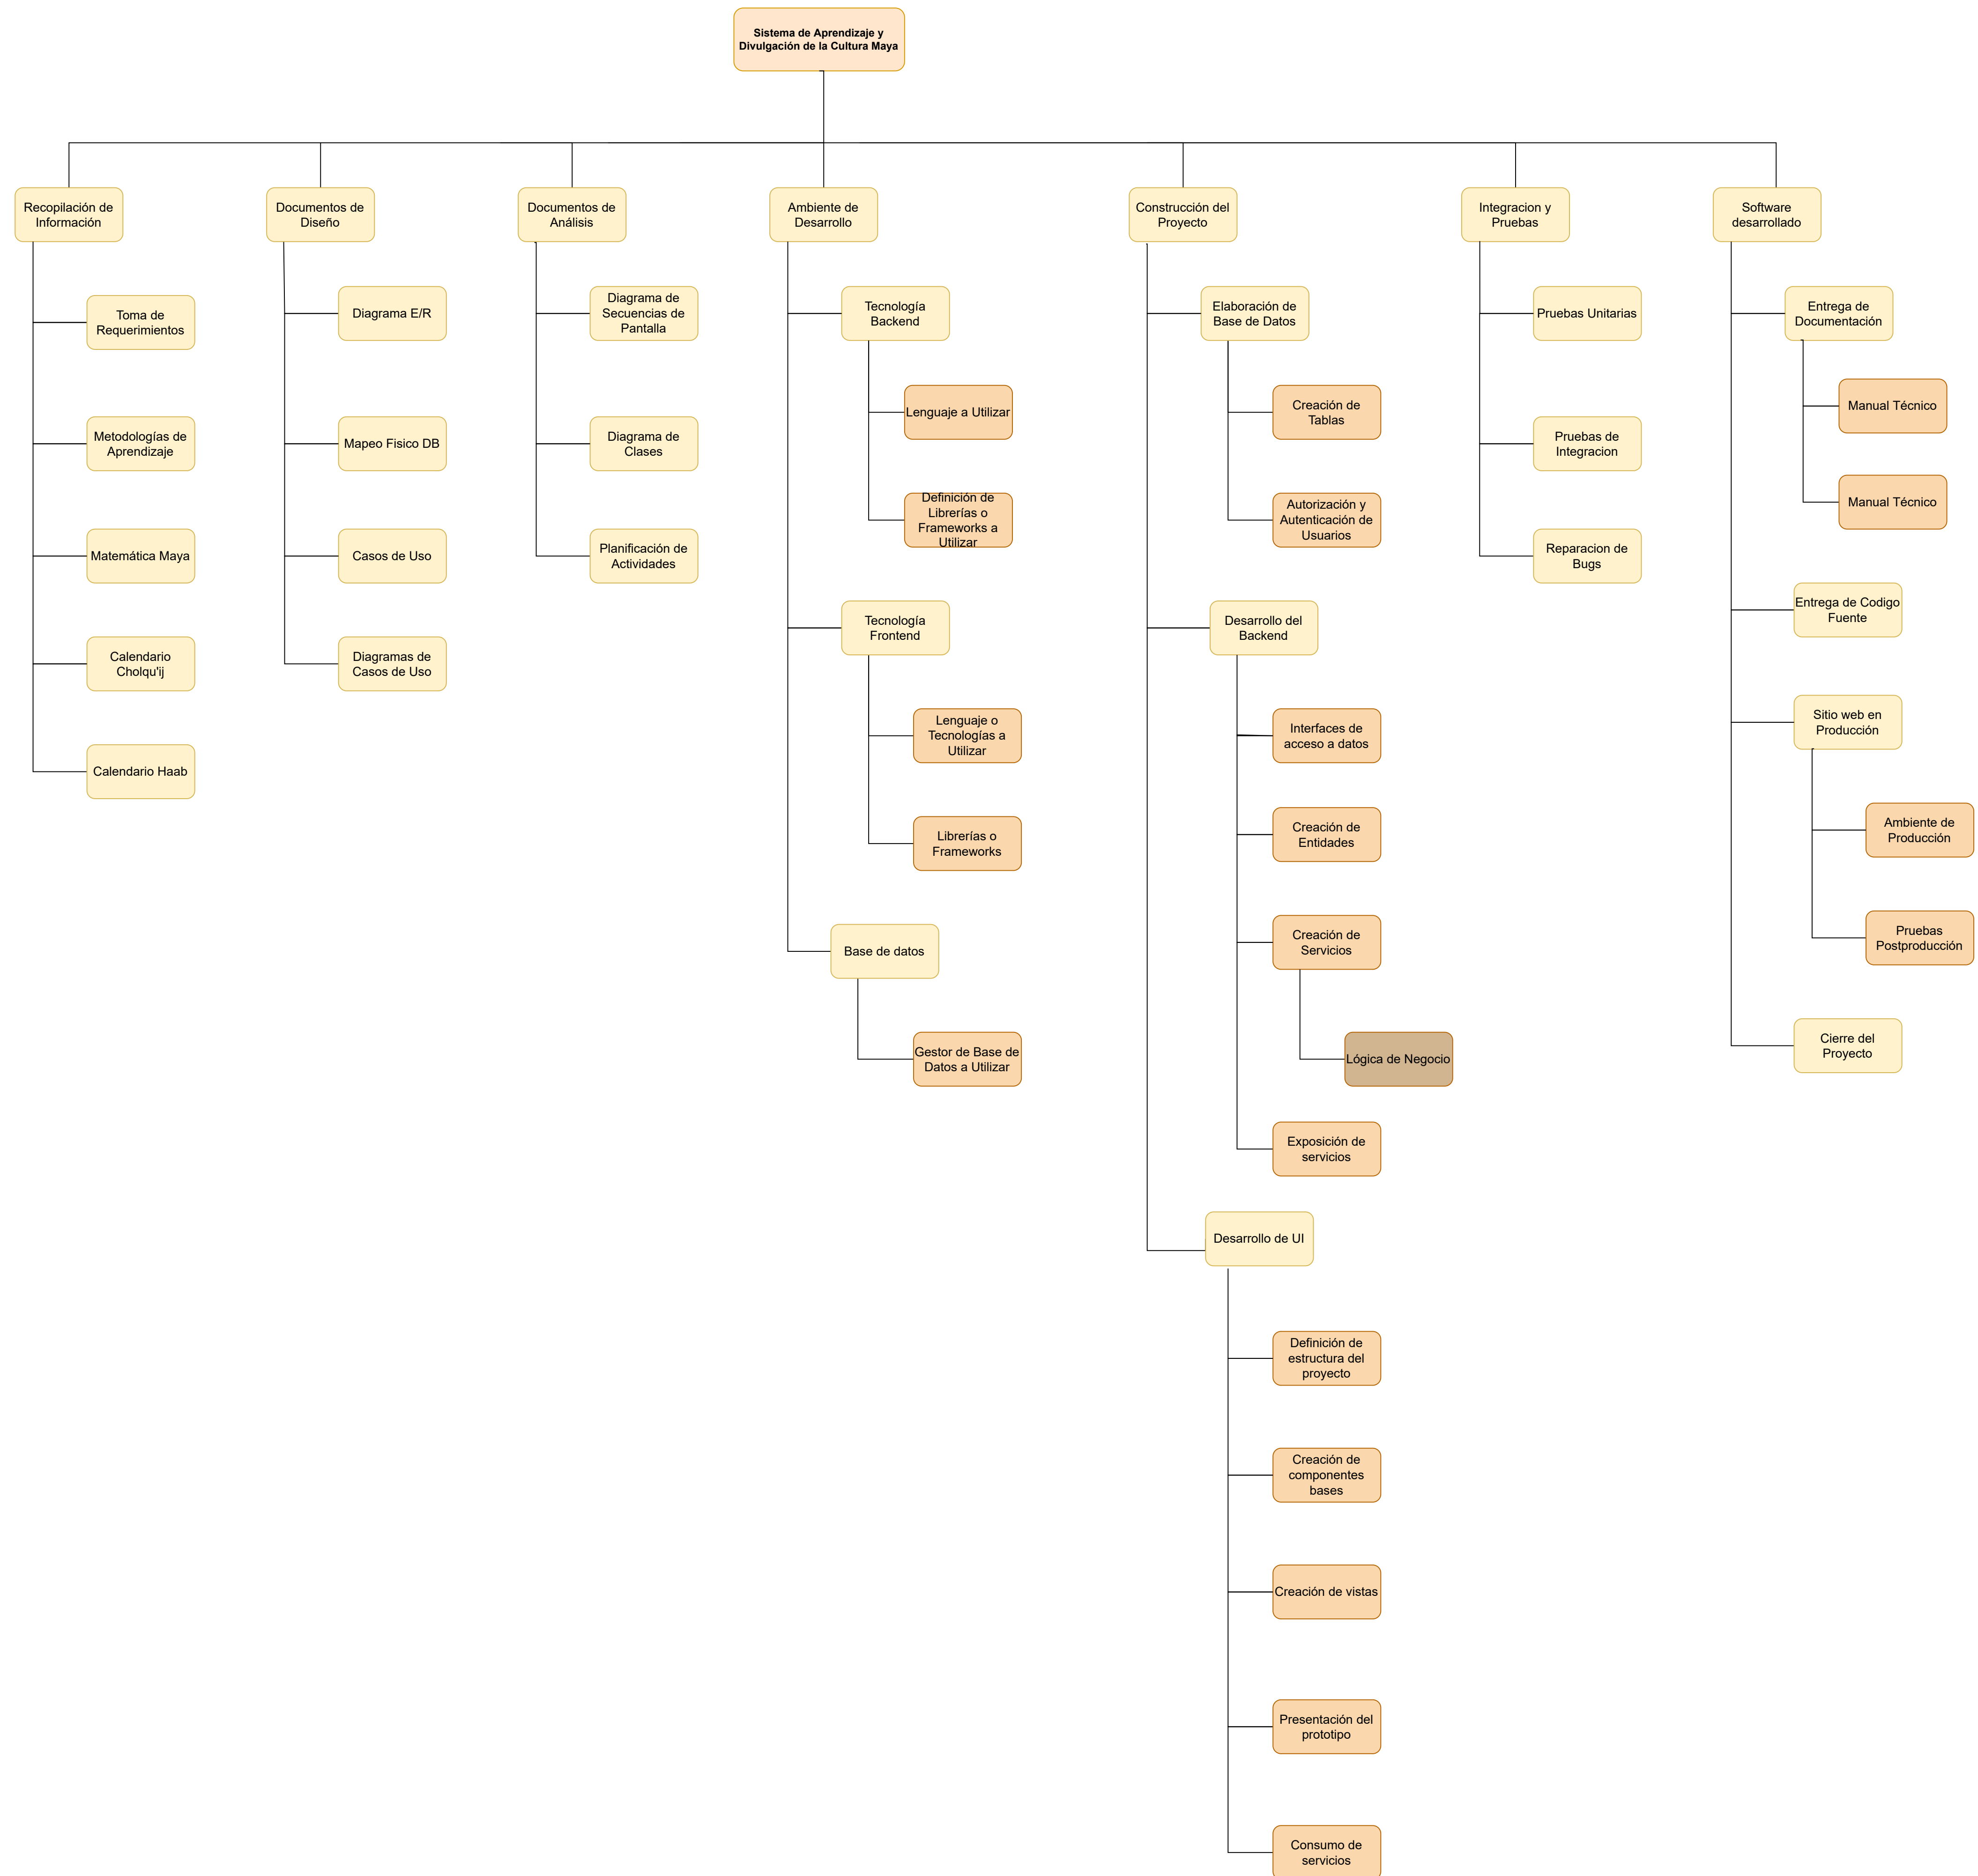 Sistema de Aprendizaje y
Divulgación de la Cultura Maya
Recopilación de
Información
Documentos de
Diseño
Documentos de
Análisis
Ambiente de
Desarrollo
Construcción del
Proyecto
Integracion y
Pruebas
Software
desarrollado
Toma de
Requerimientos
Metodologías de
Aprendizaje
Matemática Maya
Calendario
Cholqu'ij
Calendario Haab
Diagrama E/R
Mapeo Fisico DB
Casos de Uso
Diagramas de
Casos de Uso
Diagrama de
Secuencias de
Pantalla
Diagrama de
Clases
Planificación de
Actividades
Tecnología
Backend
Lenguaje a Utilizar
Definición de
Librerías o
Frameworks a
Utilizar
Tecnología
Frontend
Lenguaje o
Tecnologías a
Utilizar
Librerías o
Frameworks
Base de datos
Gestor de Base de
Datos a Utilizar
Elaboración de
Base de Datos
Creación de
Tablas
Autorización y
Autenticación de
Usuarios
Desarrollo del
Backend
Interfaces de
acceso a datos
Creación de
Entidades
Creación de
Servicios
Lógica de Negocio
Exposición de
servicios
Desarrollo de UI
Definición de
estructura del
proyecto
Creación de
componentes
bases
Creación de vistas
Presentación del
prototipo
Consumo de
servicios
Pruebas Unitarias
Pruebas de
Integracion
Reparacion de
Bugs
Entrega de
Documentación
Manual Técnico
Manual Técnico
Entrega de Codigo
Fuente
Sitio web en
Producción
Ambiente de
Producción
Pruebas
Postproducción
Cierre del
Proyecto